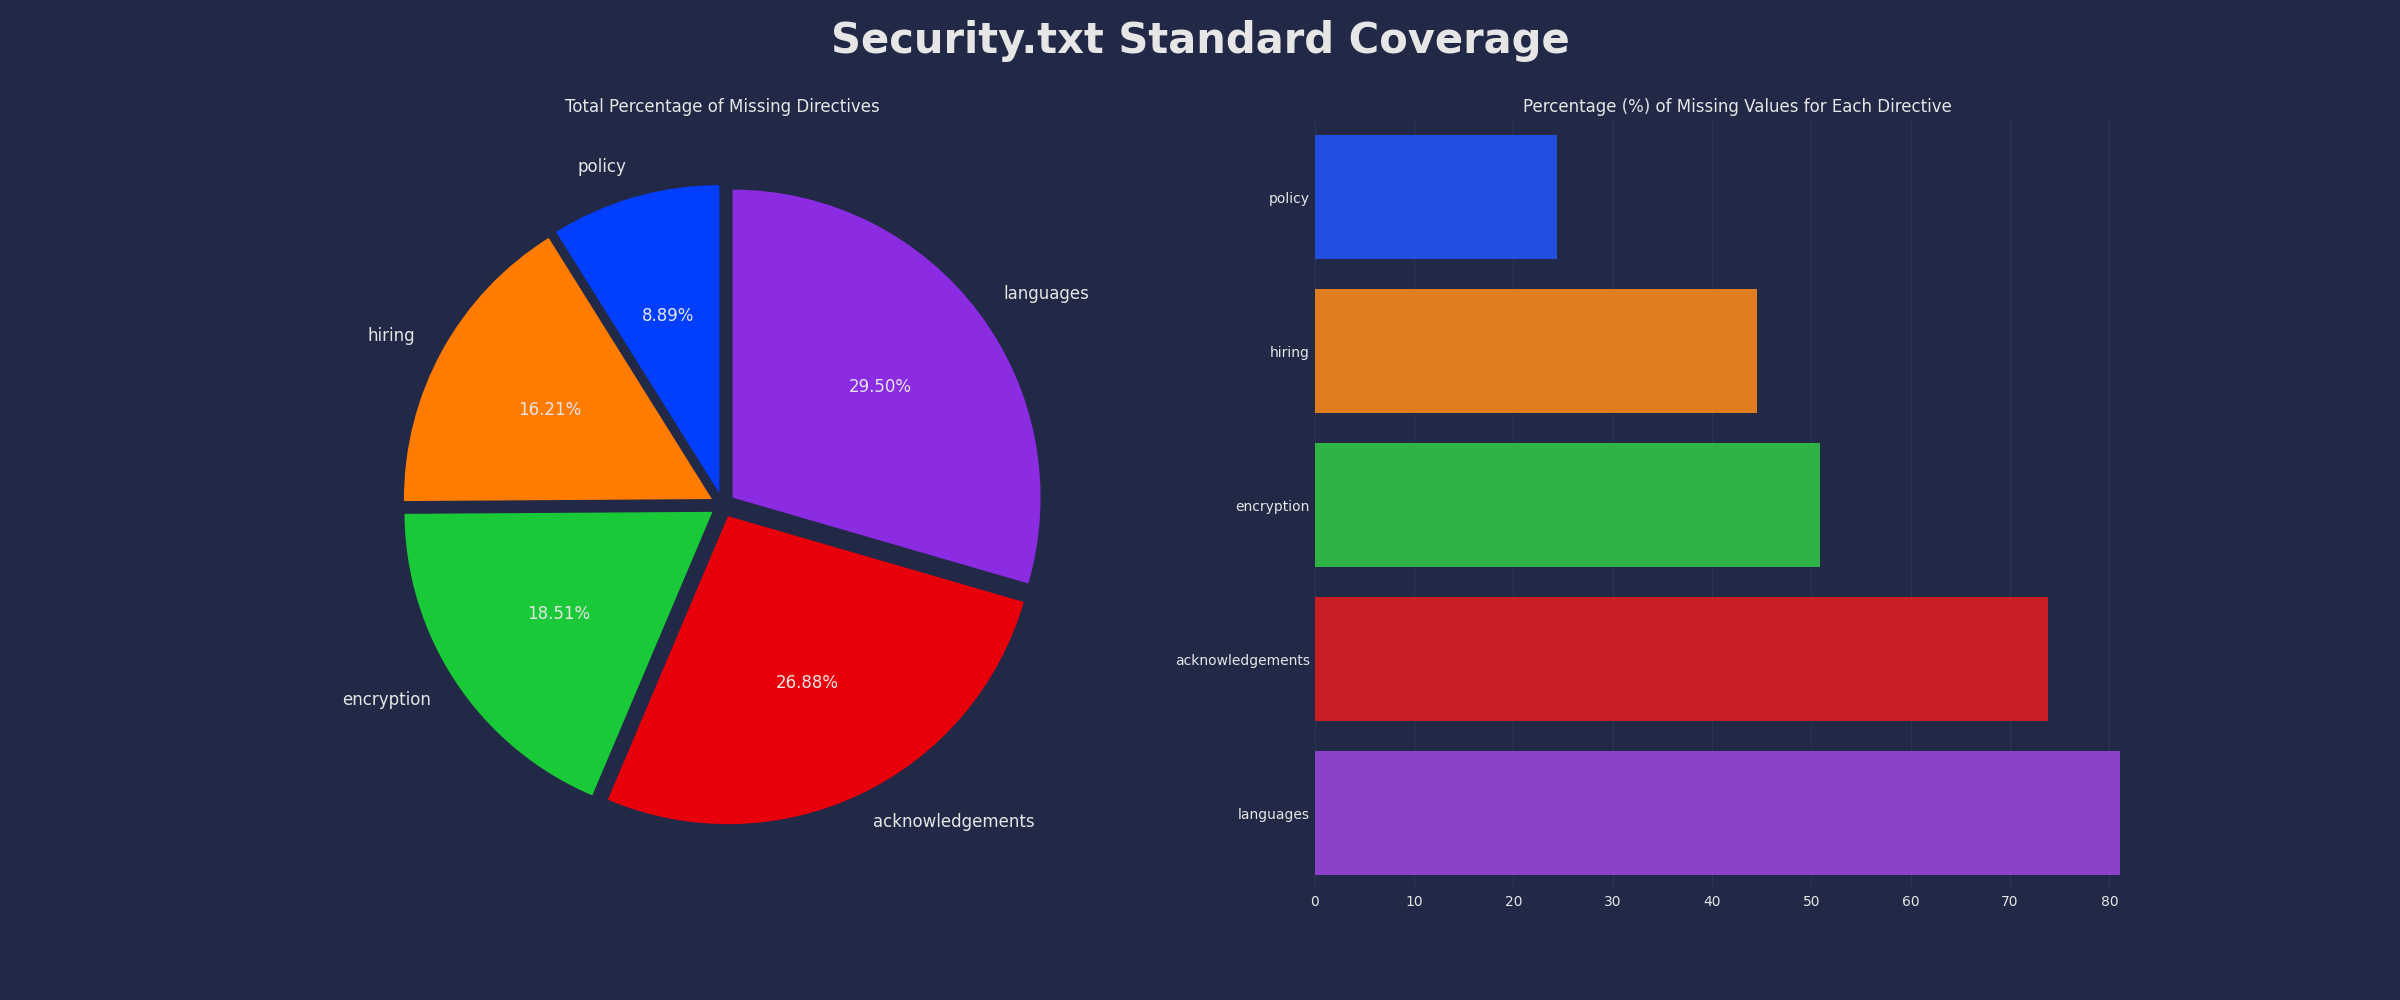 Security.txt Standard Coverage
Total Percentage of Missing Directives
policy
8.89%
hiring
16.21%
encryption
18.51%
acknowledgements
26.88%
languages
29.50%
Percentage (%) of Missing Values for Each Directive
policy
hiring
encryption
acknowledgements
languages
0 10 20 30 40 50 60 70 80